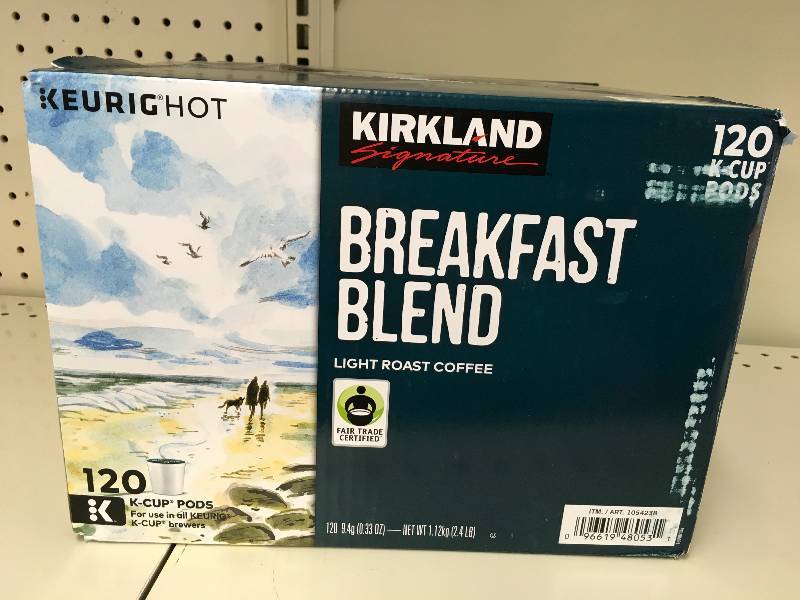 KEURIG® HOT
KIRKLAND
Signature
120
K-CUP®
PODS
BREAKFAST
BLEND
LIGHT ROAST COFFEE
FAIR TRADE
CERTIFIED™
120
K-CUP® PODS
For use in all KEURIG®
K-CUP® brewers
120 9.4g (0.33 OZ) — NET WT 1.12kg (2.4 LB)
ITM. / ART. 1054238
0 96619 48053 1